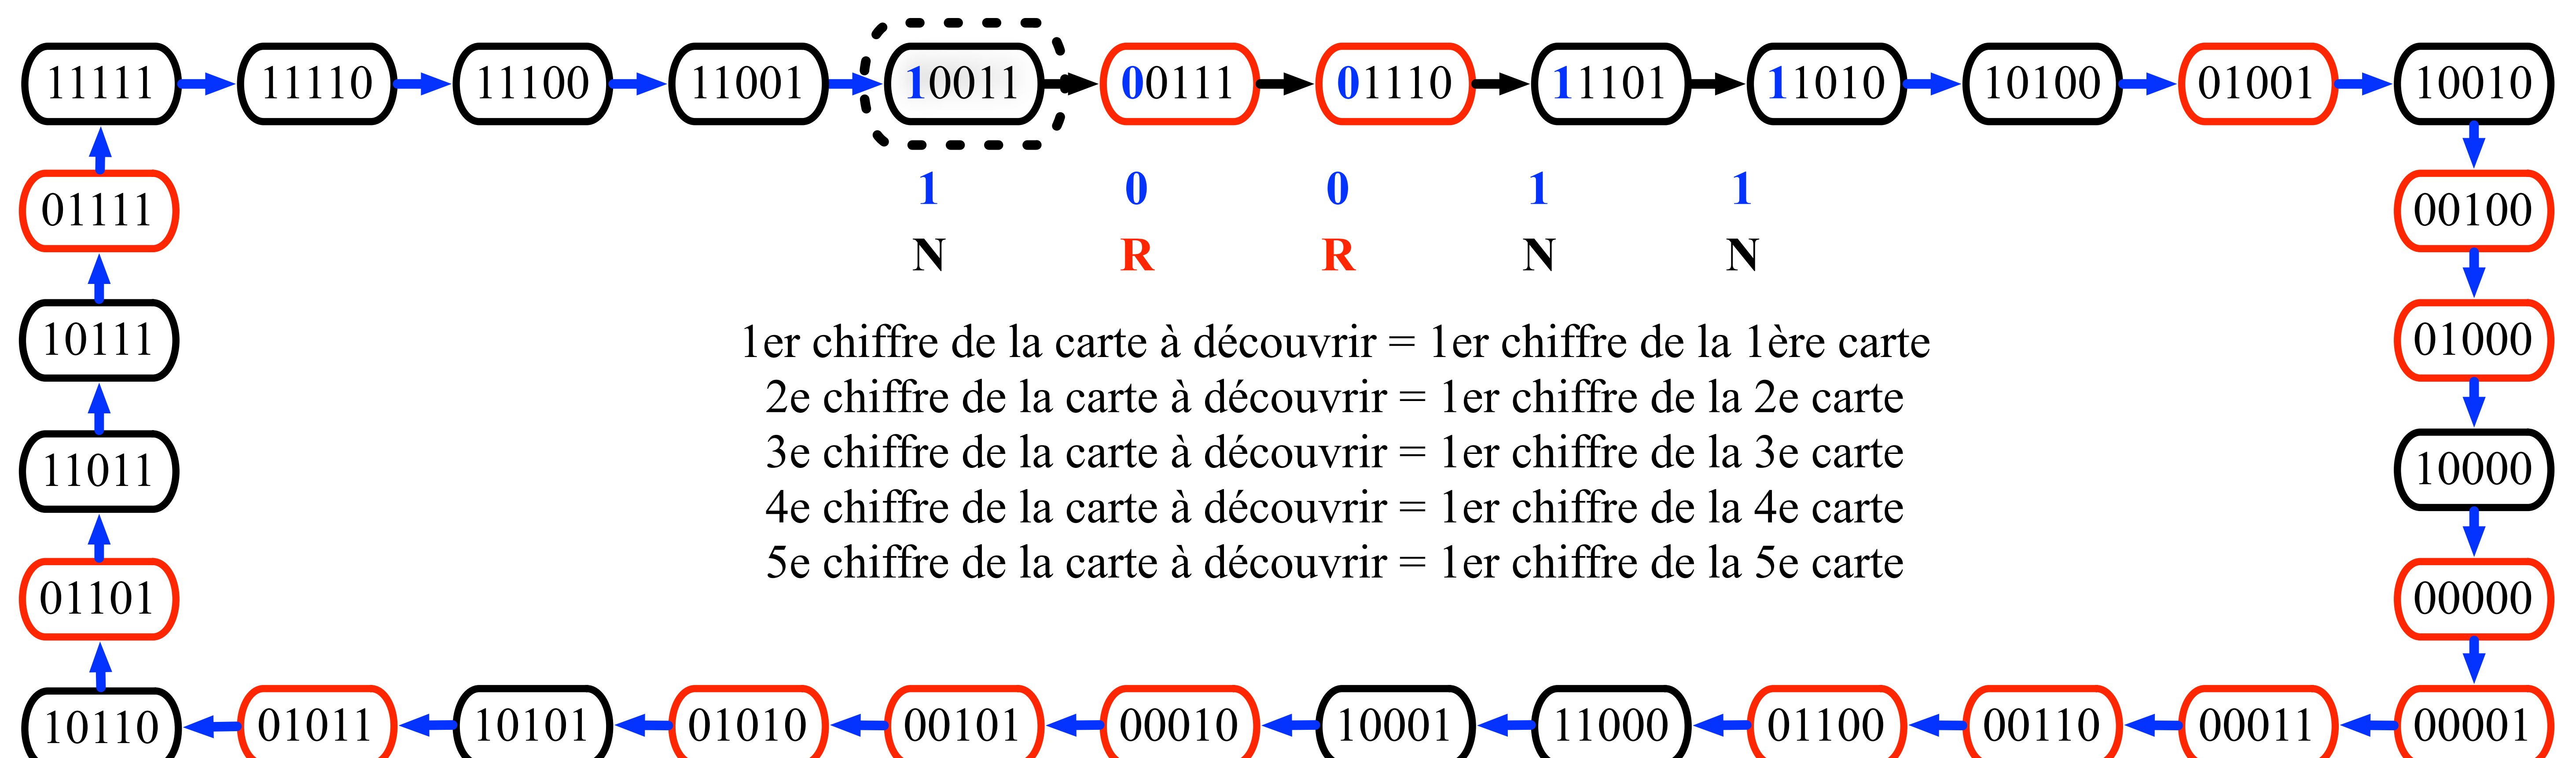 11111 11110 11100 11001 10011 00111 01110 11101 11010 10100 01001 10010
1 0 0 1 1
01111 00100
N R R N N
10111 1er chiffre de la carte à découvrir = 1er chiffre de la 1ère carte 01000
2e chiffre de la carte à découvrir = 1er chiffre de la 2e carte
11011 3e chiffre de la carte à découvrir = 1er chiffre de la 3e carte 10000
4e chiffre de la carte à découvrir = 1er chiffre de la 4e carte
01101 5e chiffre de la carte à découvrir = 1er chiffre de la 5e carte 00000
10110 01011 10101 01010 00101 00010 10001 11000 01100 00110 00011 00001